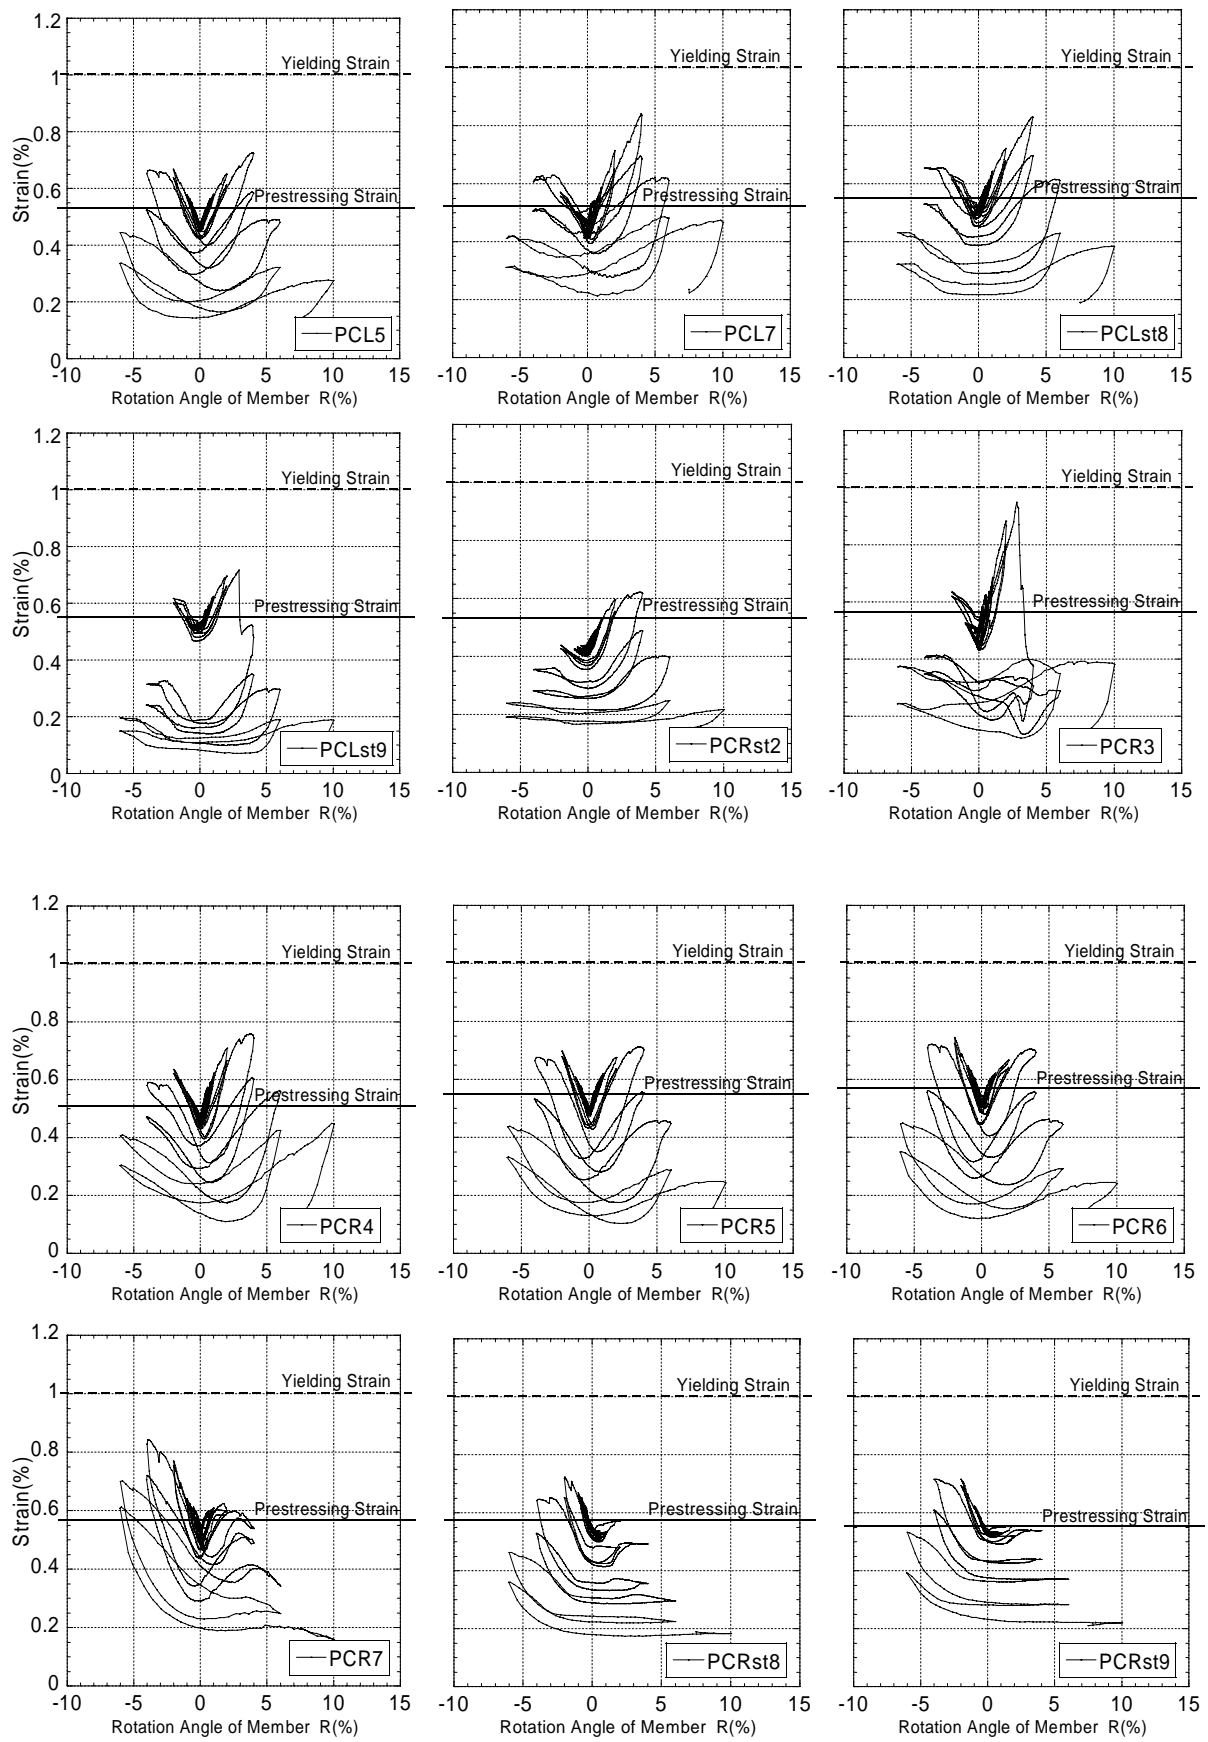 1.2
Yielding Strain
Yielding Strain
Yielding Strain
1
0.8
Strain(%)
0.6
Prestressing Strain
Prestressing Strain
Prestressing Strain
0.4
0.2
PCL5
PCL7
PCLst8
0
-10 -5 0 5 10 15
-10 -5 0 5 10 15
-10 -5 0 5 10 15
Rotation Angle of Member R(%)
Rotation Angle of Member R(%)
Rotation Angle of Member R(%)
1.2
Yielding Strain
Yielding Strain
Yielding Strain
1
0.8
Strain(%)
0.6
Prestressing Strain
Prestressing Strain
Prestressing Strain
0.4
0.2
PCLst9
PCRst2
PCR3
0
-10 -5 0 5 10 15
-10 -5 0 5 10 15
-10 -5 0 5 10 15
Rotation Angle of Member R(%)
Rotation Angle of Member R(%)
Rotation Angle of Member R(%)
1.2
Yielding Strain
Yielding Strain
Yielding Strain
1
0.8
Strain(%)
0.6
Prestressing Strain
Prestressing Strain
Prestressing Strain
0.4
0.2
PCR4
PCR5
PCR6
0
-10 -5 0 5 10 15
-10 -5 0 5 10 15
-10 -5 0 5 10 15
Rotation Angle of Member R(%)
Rotation Angle of Member R(%)
Rotation Angle of Member R(%)
1.2
Yielding Strain
Yielding Strain
Yielding Strain
1
0.8
Strain(%)
0.6
Prestressing Strain
Prestressing Strain
Prestressing Strain
0.4
0.2
PCR7
PCRst8
PCRst9
0
-10 -5 0 5 10 15
-10 -5 0 5 10 15
-10 -5 0 5 10 15
Rotation Angle of Member R(%)
Rotation Angle of Member R(%)
Rotation Angle of Member R(%)